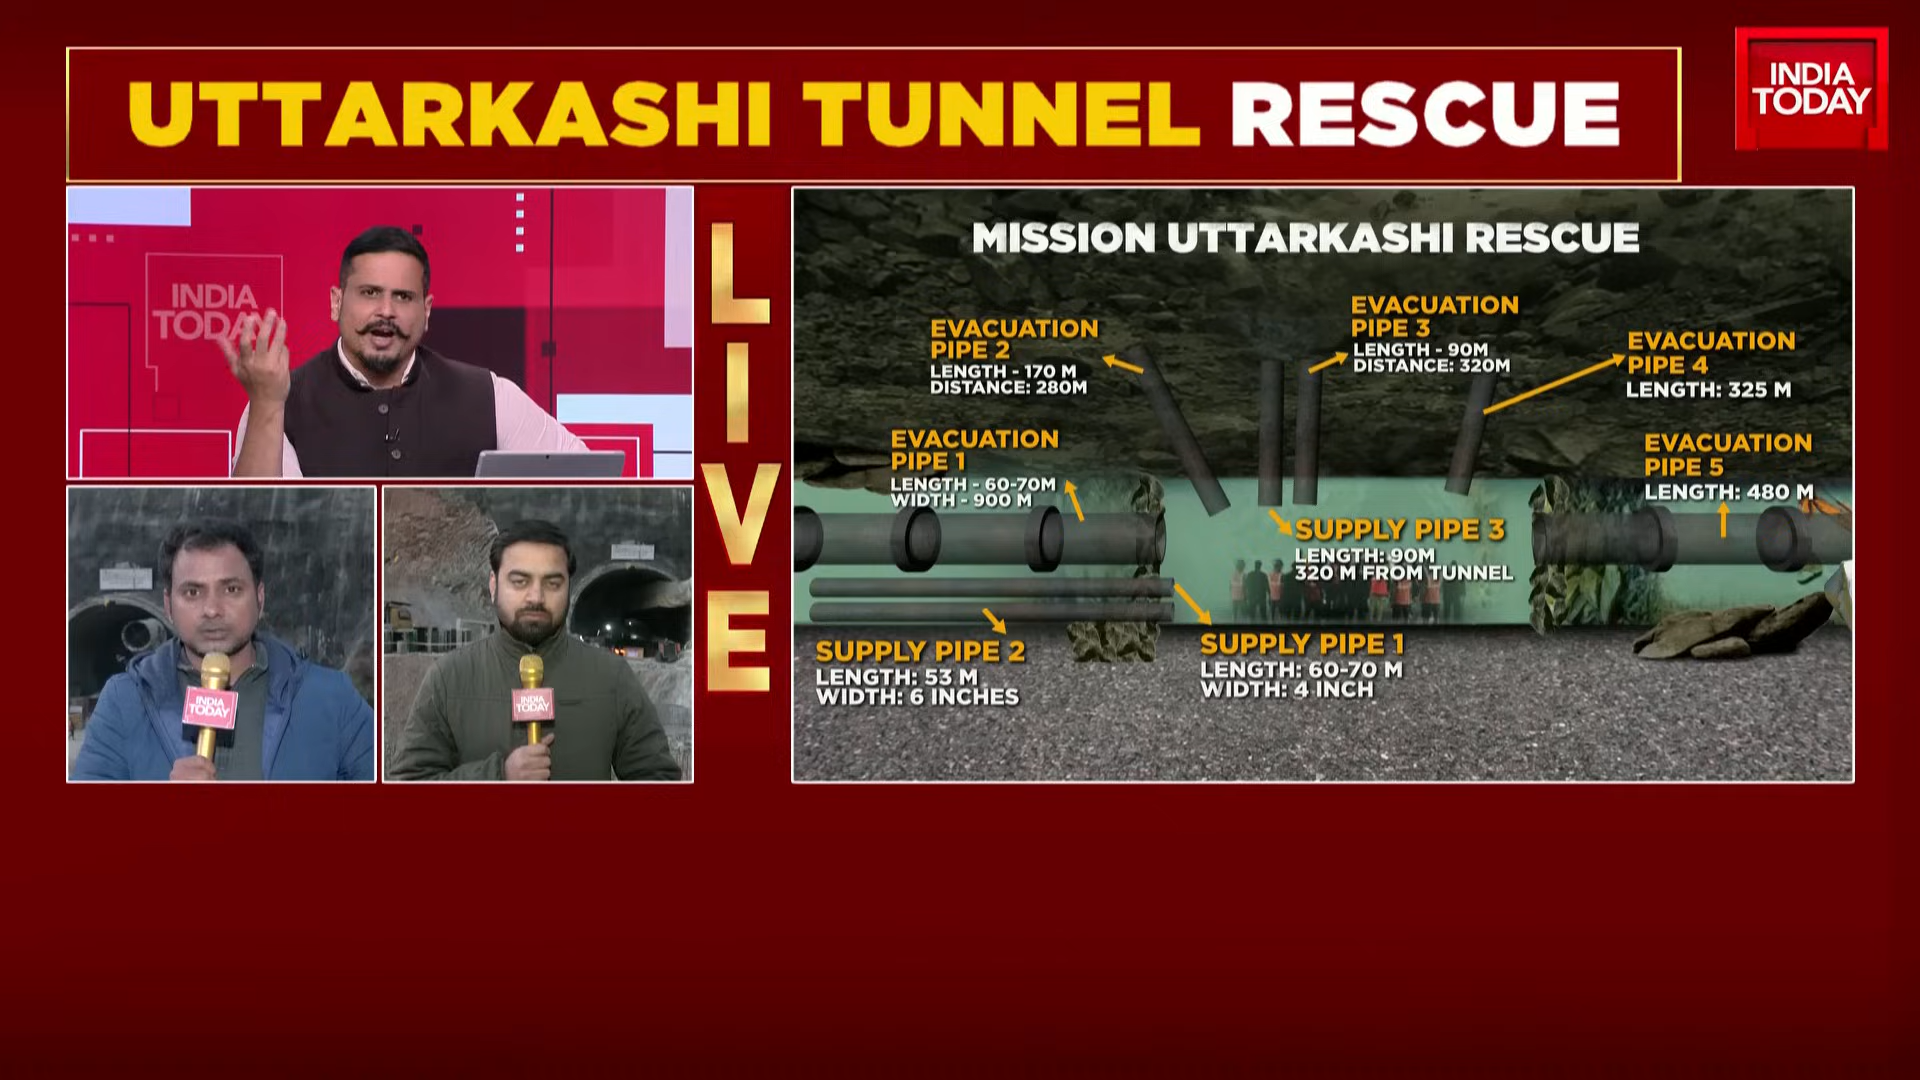 UTTARKASHI TUNNEL RESCUE
INDIA
TODAY
INDIA
TODAY
LIVE
INDIA
TODAY
INDIA
TODAY
MISSION UTTARKASHI RESCUE
EVACUATION
PIPE 2
LENGTH - 170 M
DISTANCE: 280M
EVACUATION
PIPE 3
LENGTH - 90M
DISTANCE: 320M
EVACUATION
PIPE 4
LENGTH: 325 M
EVACUATION
PIPE 1
LENGTH - 60-70M
WIDTH - 900 M
EVACUATION
PIPE 5
LENGTH: 480 M
SUPPLY PIPE 3
LENGTH: 90M
320 M FROM TUNNEL
SUPPLY PIPE 2
LENGTH: 53 M
WIDTH: 6 INCHES
SUPPLY PIPE 1
LENGTH: 60-70 M
WIDTH: 4 INCH